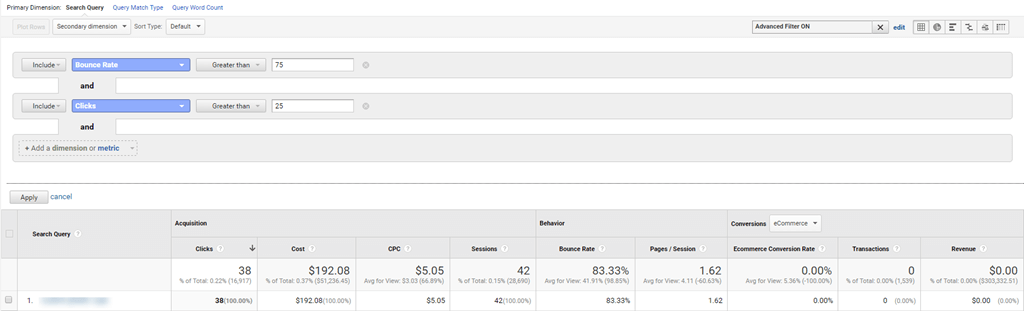 Primary Dimension: Search Query Query Match Type Query Word Count
Plot Rows Secondary dimension Sort Type: Default Advanced Filter ON edit
Include Bounce Rate Greater than 75
and
Include Clicks Greater than 25
and
+ Add a dimension or metric
Apply cancel
Acquisition Behavior Conversions eCommerce
Search Query Clicks Cost CPC Sessions Bounce Rate Pages / Session Ecommerce Conversion Rate Transactions Revenue
38 $192.08 $5.05 42 83.33% 1.62 0.00% 0 $0.00
% of Total: 0.22% (16,917) % of Total: 0.37% ($51,236.45) Avg for View: $3.03 (66.89%) % of Total: 0.15% (28,690) Avg for View: 41.91% (98.85%) Avg for View: 4.11 (-60.63%) Avg for View: 5.36% (-100.00%) % of Total: 0.00% (1,539) % of Total: 0.00% ($303,332.51)
1. 38(100.00%) $192.08(100.00%) $5.05 42(100.00%) 83.33% 1.62 0.00% 0 (0.00%) $0.00 (0.00%)